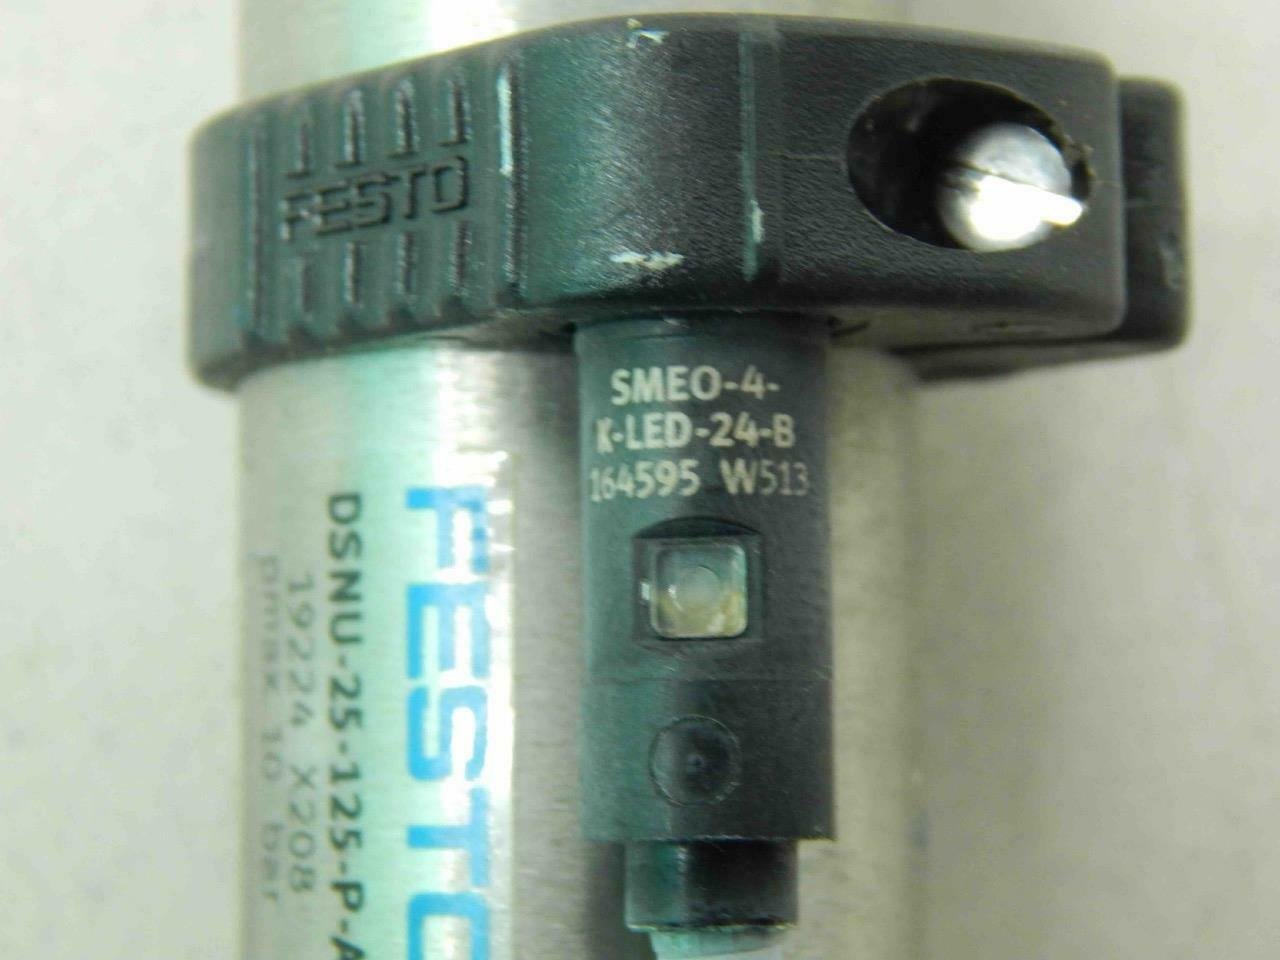 FESTO
SMEO-4-
K-LED-24-B
164595 W513
FESTO
DSNU-25-125-P-A
19224 X208
pmax 10 bar